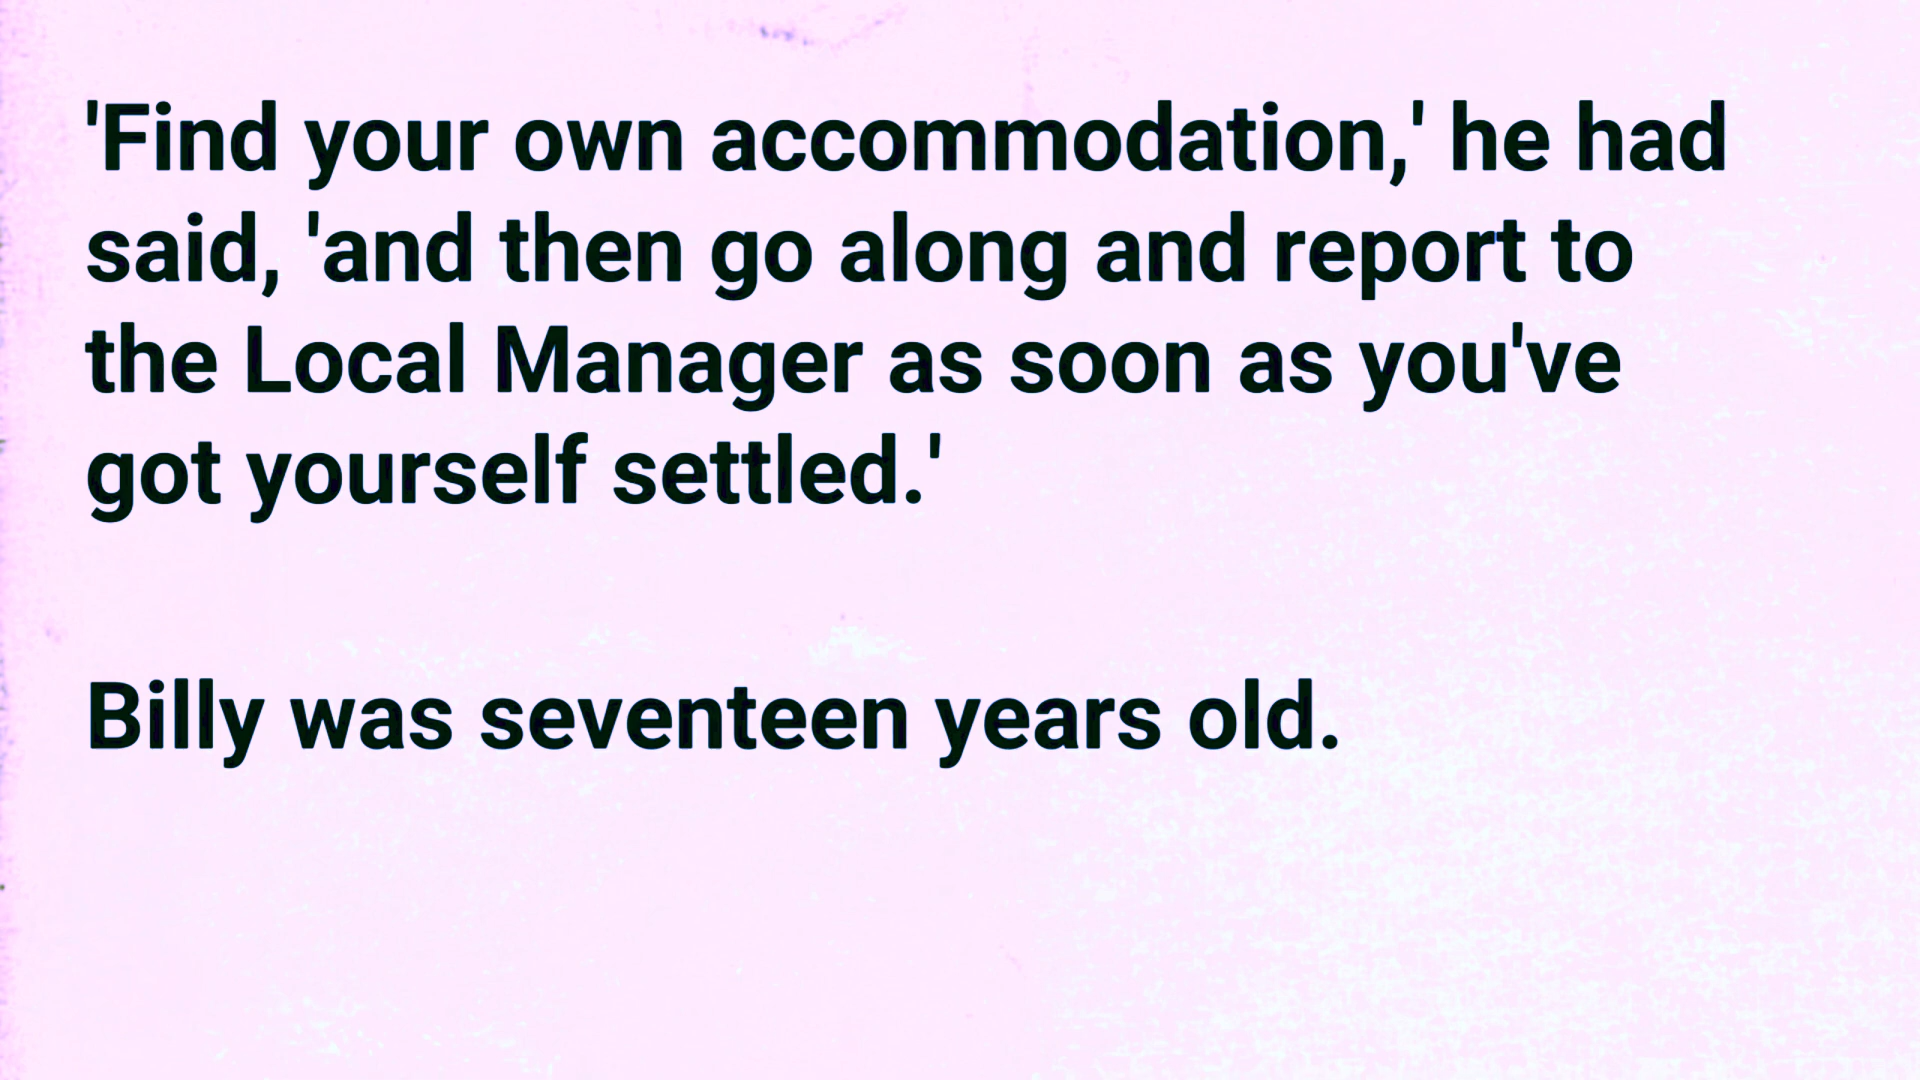 'Find your own accommodation,' he had
said, 'and then go along and report to
the Local Manager as soon as you've
got yourself settled.'
Billy was seventeen years old.